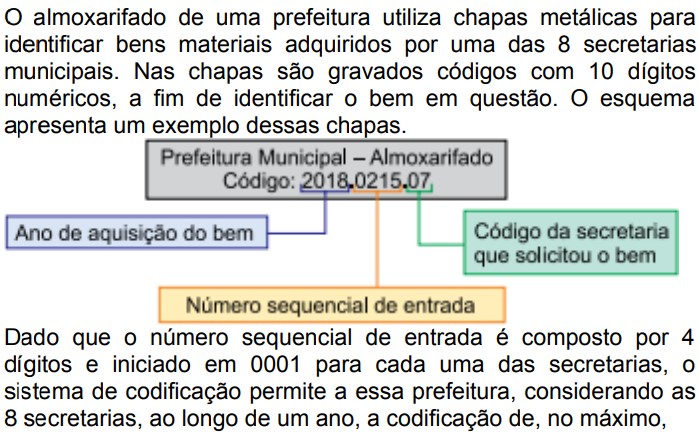 O almoxarifado de uma prefeitura utiliza chapas metálicas para
identificar bens materiais adquiridos por uma das 8 secretarias
municipais. Nas chapas são gravados códigos com 10 dígitos
numéricos, a fim de identificar o bem em questão. O esquema
apresenta um exemplo dessas chapas.
Prefeitura Municipal – Almoxarifado
Código: 2018.0215.07
Ano de aquisição do bem
Código da secretaria
que solicitou o bem
Número sequencial de entrada
Dado que o número sequencial de entrada é composto por 4
dígitos e iniciado em 0001 para cada uma das secretarias, o
sistema de codificação permite a essa prefeitura, considerando as
8 secretarias, ao longo de um ano, a codificação de, no máximo,